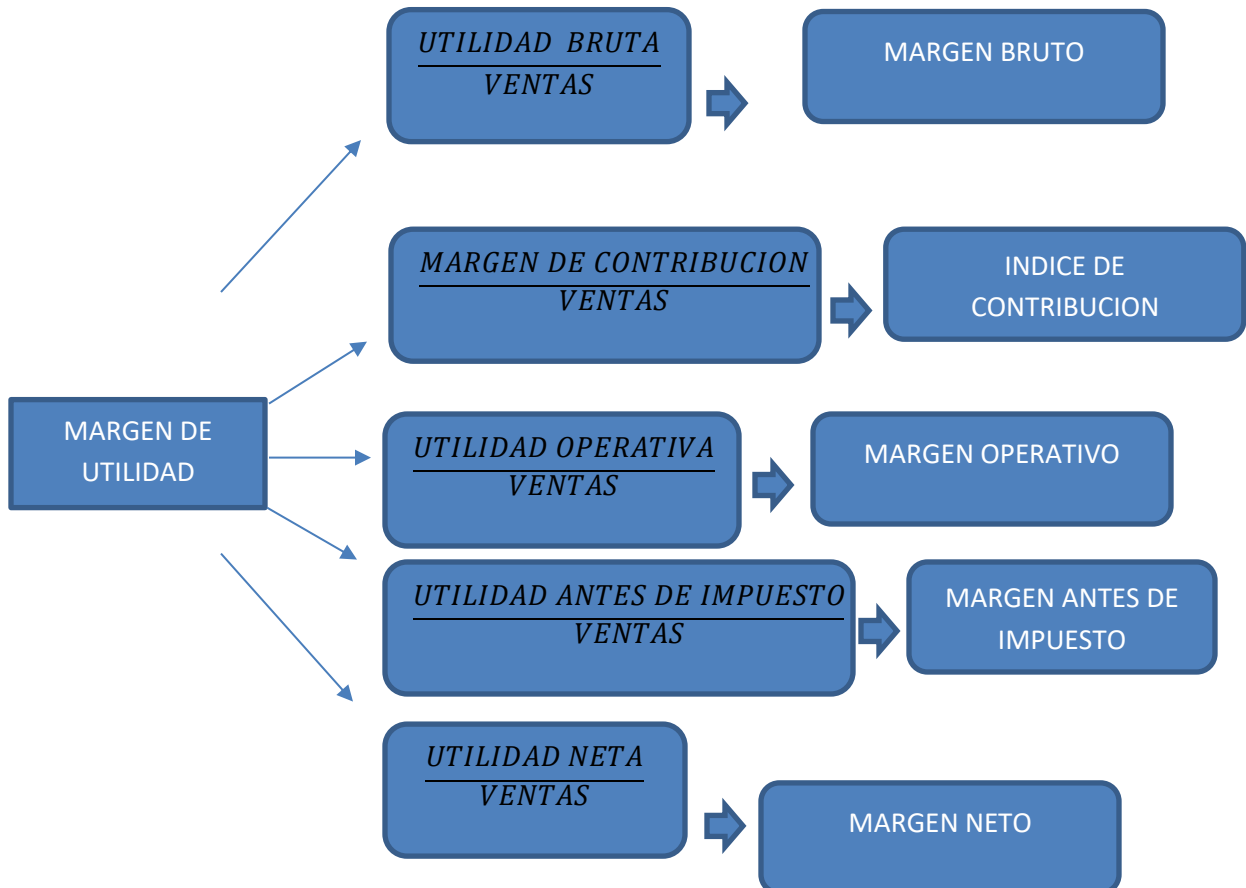 UTILIDAD BRUTA
VENTAS
MARGEN BRUTO
MARGEN DE CONTRIBUCION
VENTAS
INDICE DE
CONTRIBUCION
MARGEN DE
UTILIDAD
UTILIDAD OPERATIVA
VENTAS
MARGEN OPERATIVO
UTILIDAD ANTES DE IMPUESTO
VENTAS
MARGEN ANTES DE
IMPUESTO
UTILIDAD NETA
VENTAS
MARGEN NETO